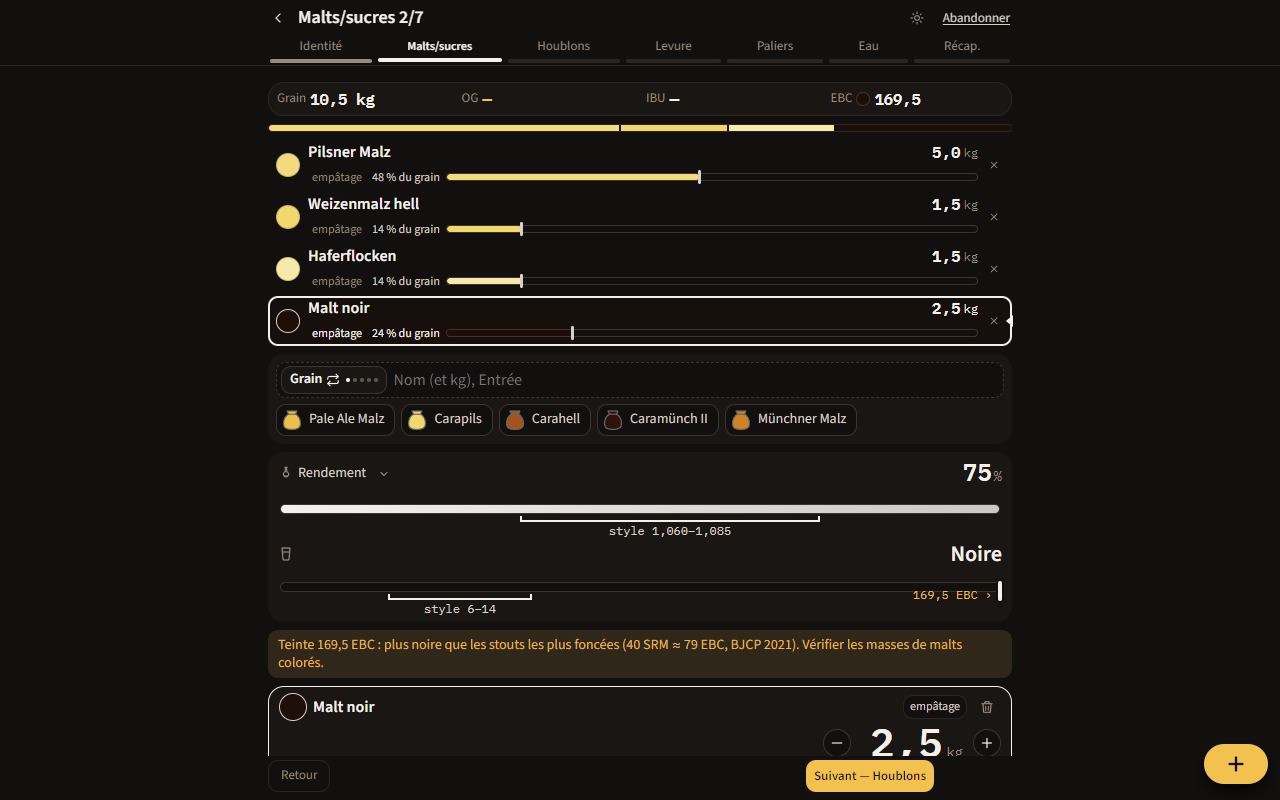 Malts/sucres 2/7
Abandonner
Identité Malts/sucres Houblons Levure Paliers Eau Récap.
Grain 10,5 kg OG — IBU — EBC 169,5
Pilsner Malz 5,0 kg
empâtage 48 % du grain
Weizenmalz hell 1,5 kg
empâtage 14 % du grain
Haferflocken 1,5 kg
empâtage 14 % du grain
Malt noir 2,5 kg
empâtage 24 % du grain
Grain Nom (et kg), Entrée
Pale Ale Malz Carapils Carahell Caramünch II Münchner Malz
Rendement 75 %
style 1,060–1,085
Noire
169,5 EBC ›
style 6–14
Teinte 169,5 EBC : plus noire que les stouts les plus foncées (40 SRM ≈ 79 EBC, BJCP 2021). Vérifier les masses de malts
colorés.
Malt noir empâtage
− 2,5 kg +
Retour Suivant — Houblons
+